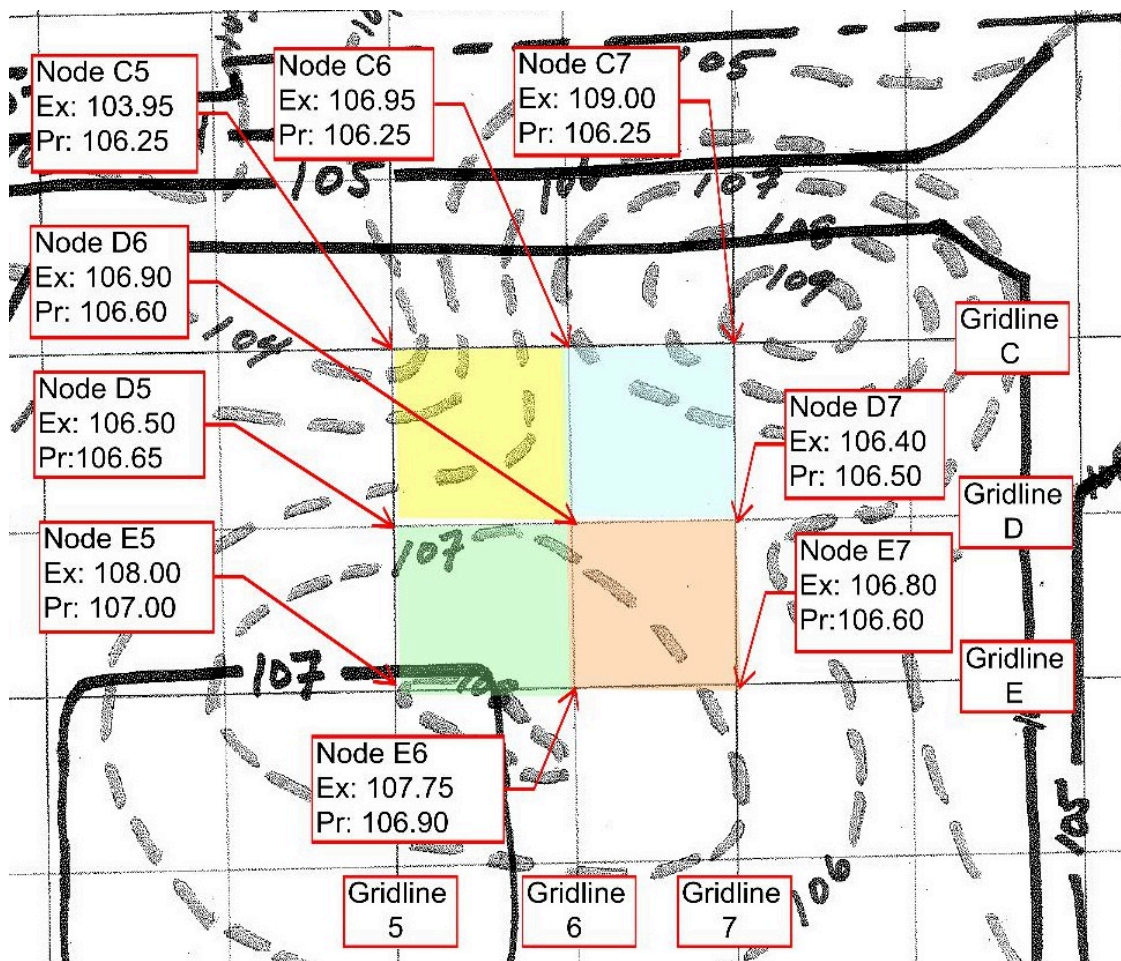 Node C5
Ex: 103.95
Pr: 106.25
Node C6
Ex: 106.95
Pr: 106.25
Node C7
Ex: 109.00
Pr: 106.25
105
105
106
107
108
Node D6
Ex: 106.90
Pr: 106.60
109
Gridline
C
104
Node D5
Ex: 106.50
Pr:106.65
Node D7
Ex: 106.40
Pr: 106.50
Gridline
D
Node E5
Ex: 108.00
Pr: 107.00
107
Node E7
Ex: 106.80
Pr:106.60
Gridline
E
107
Node E6
Ex: 107.75
Pr: 106.90
105
106
Gridline
5
Gridline
6
Gridline
7